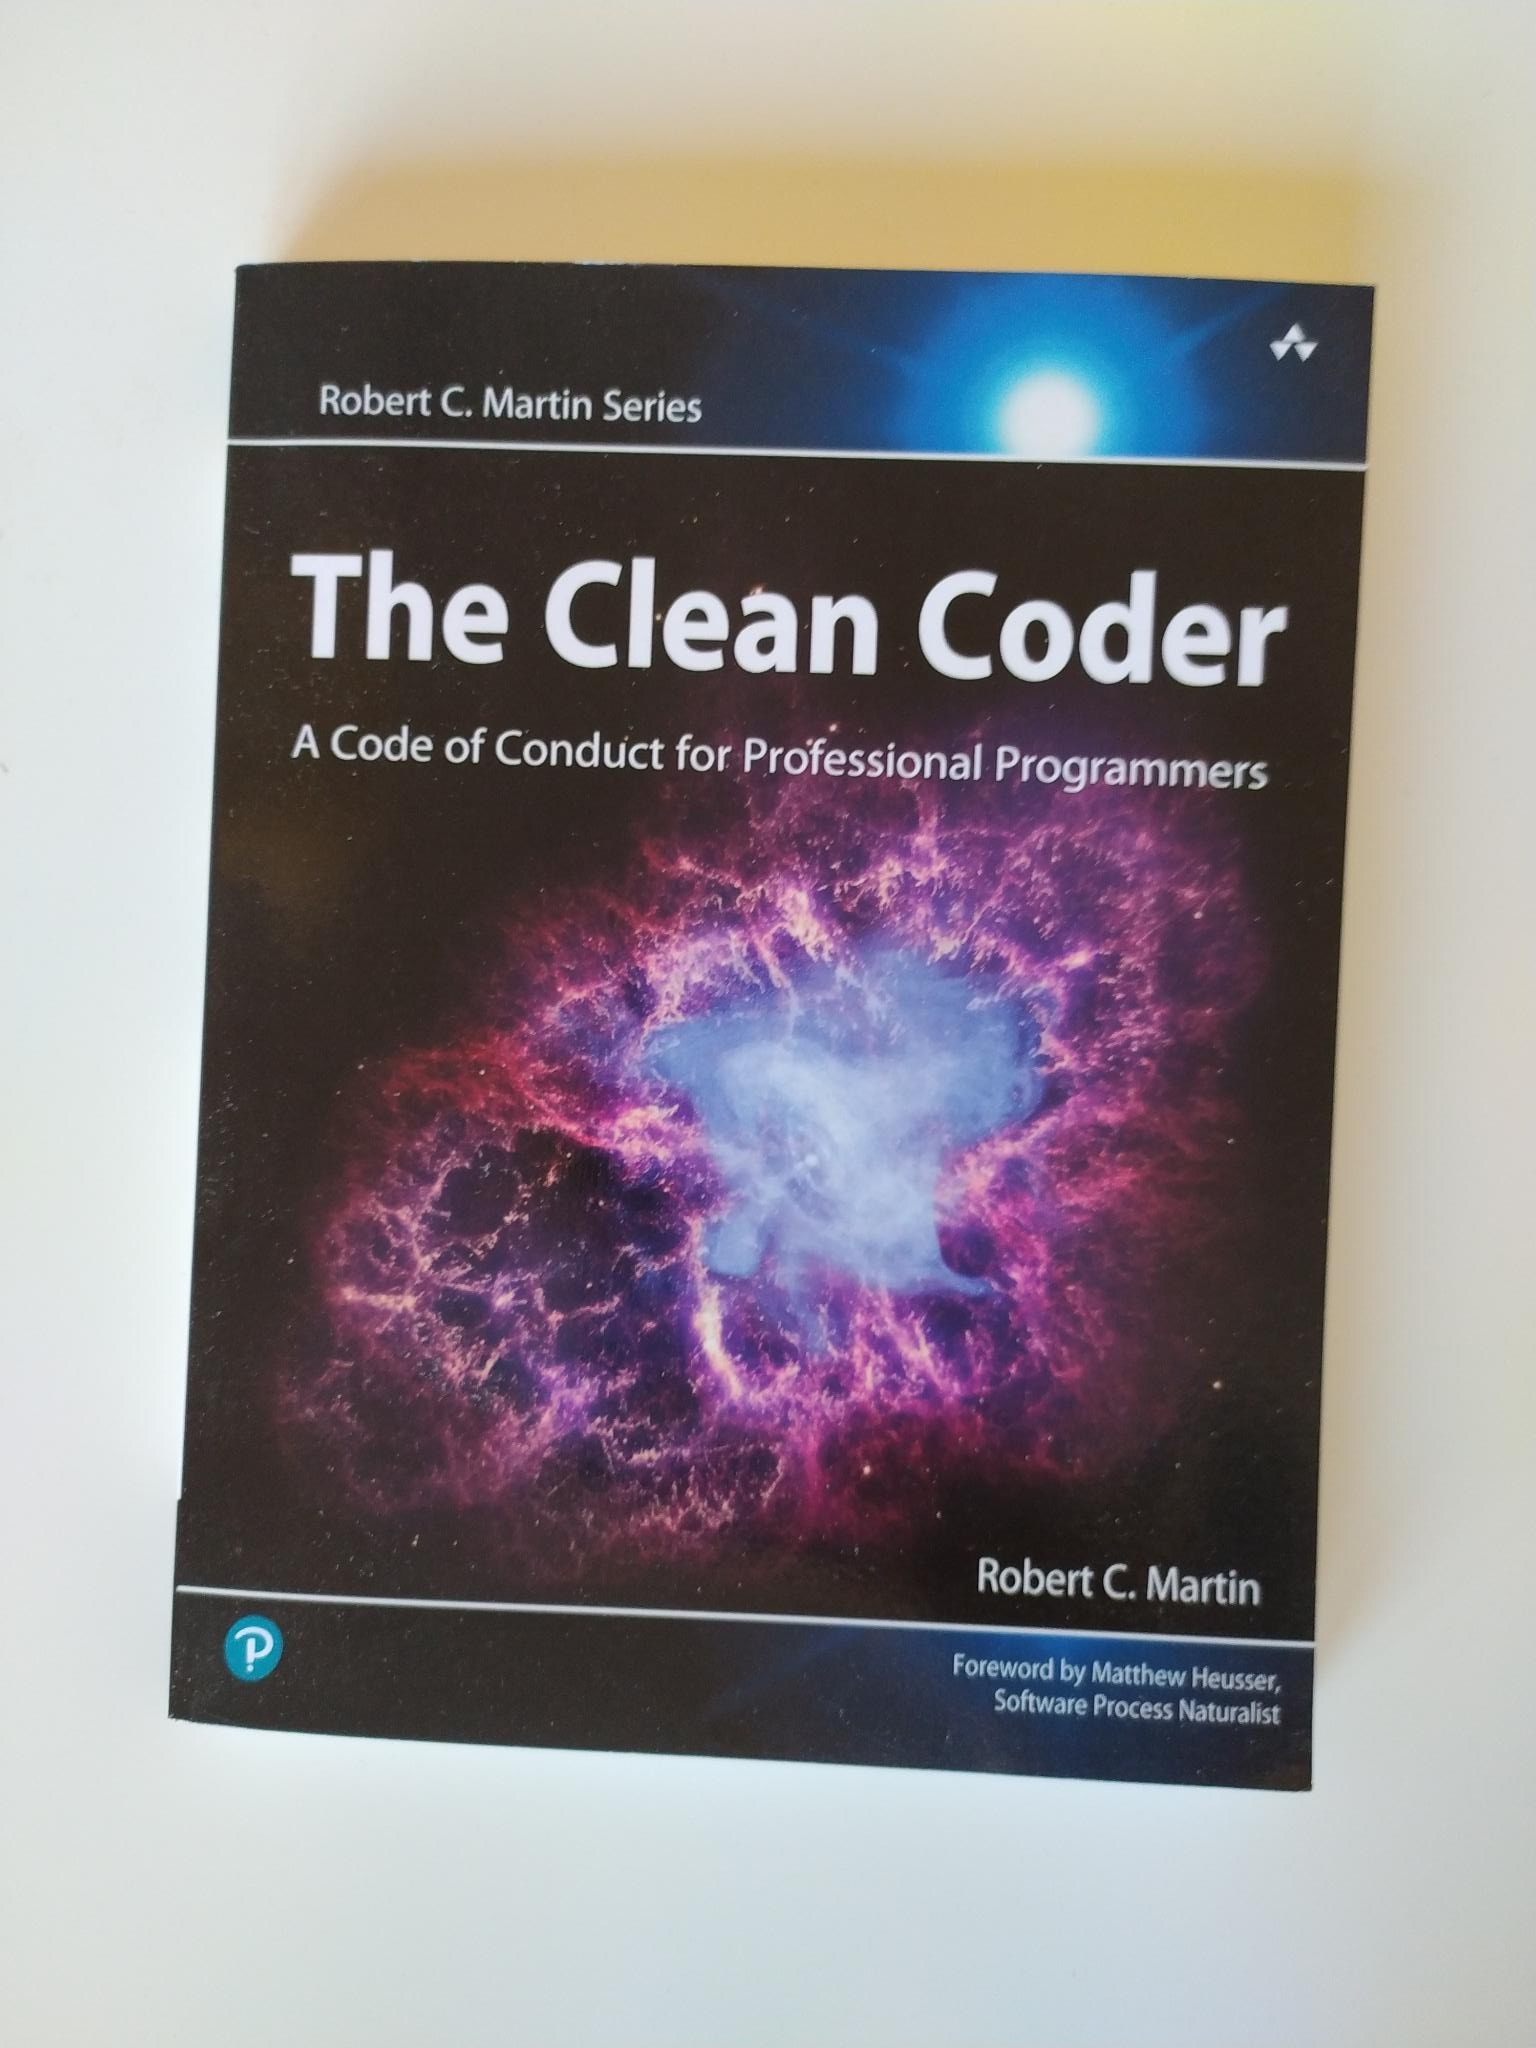 Robert C. Martin Series
The Clean Coder
A Code of Conduct for Professional Programmers
Robert C. Martin
Foreword by Matthew Heusser,
Software Process Naturalist